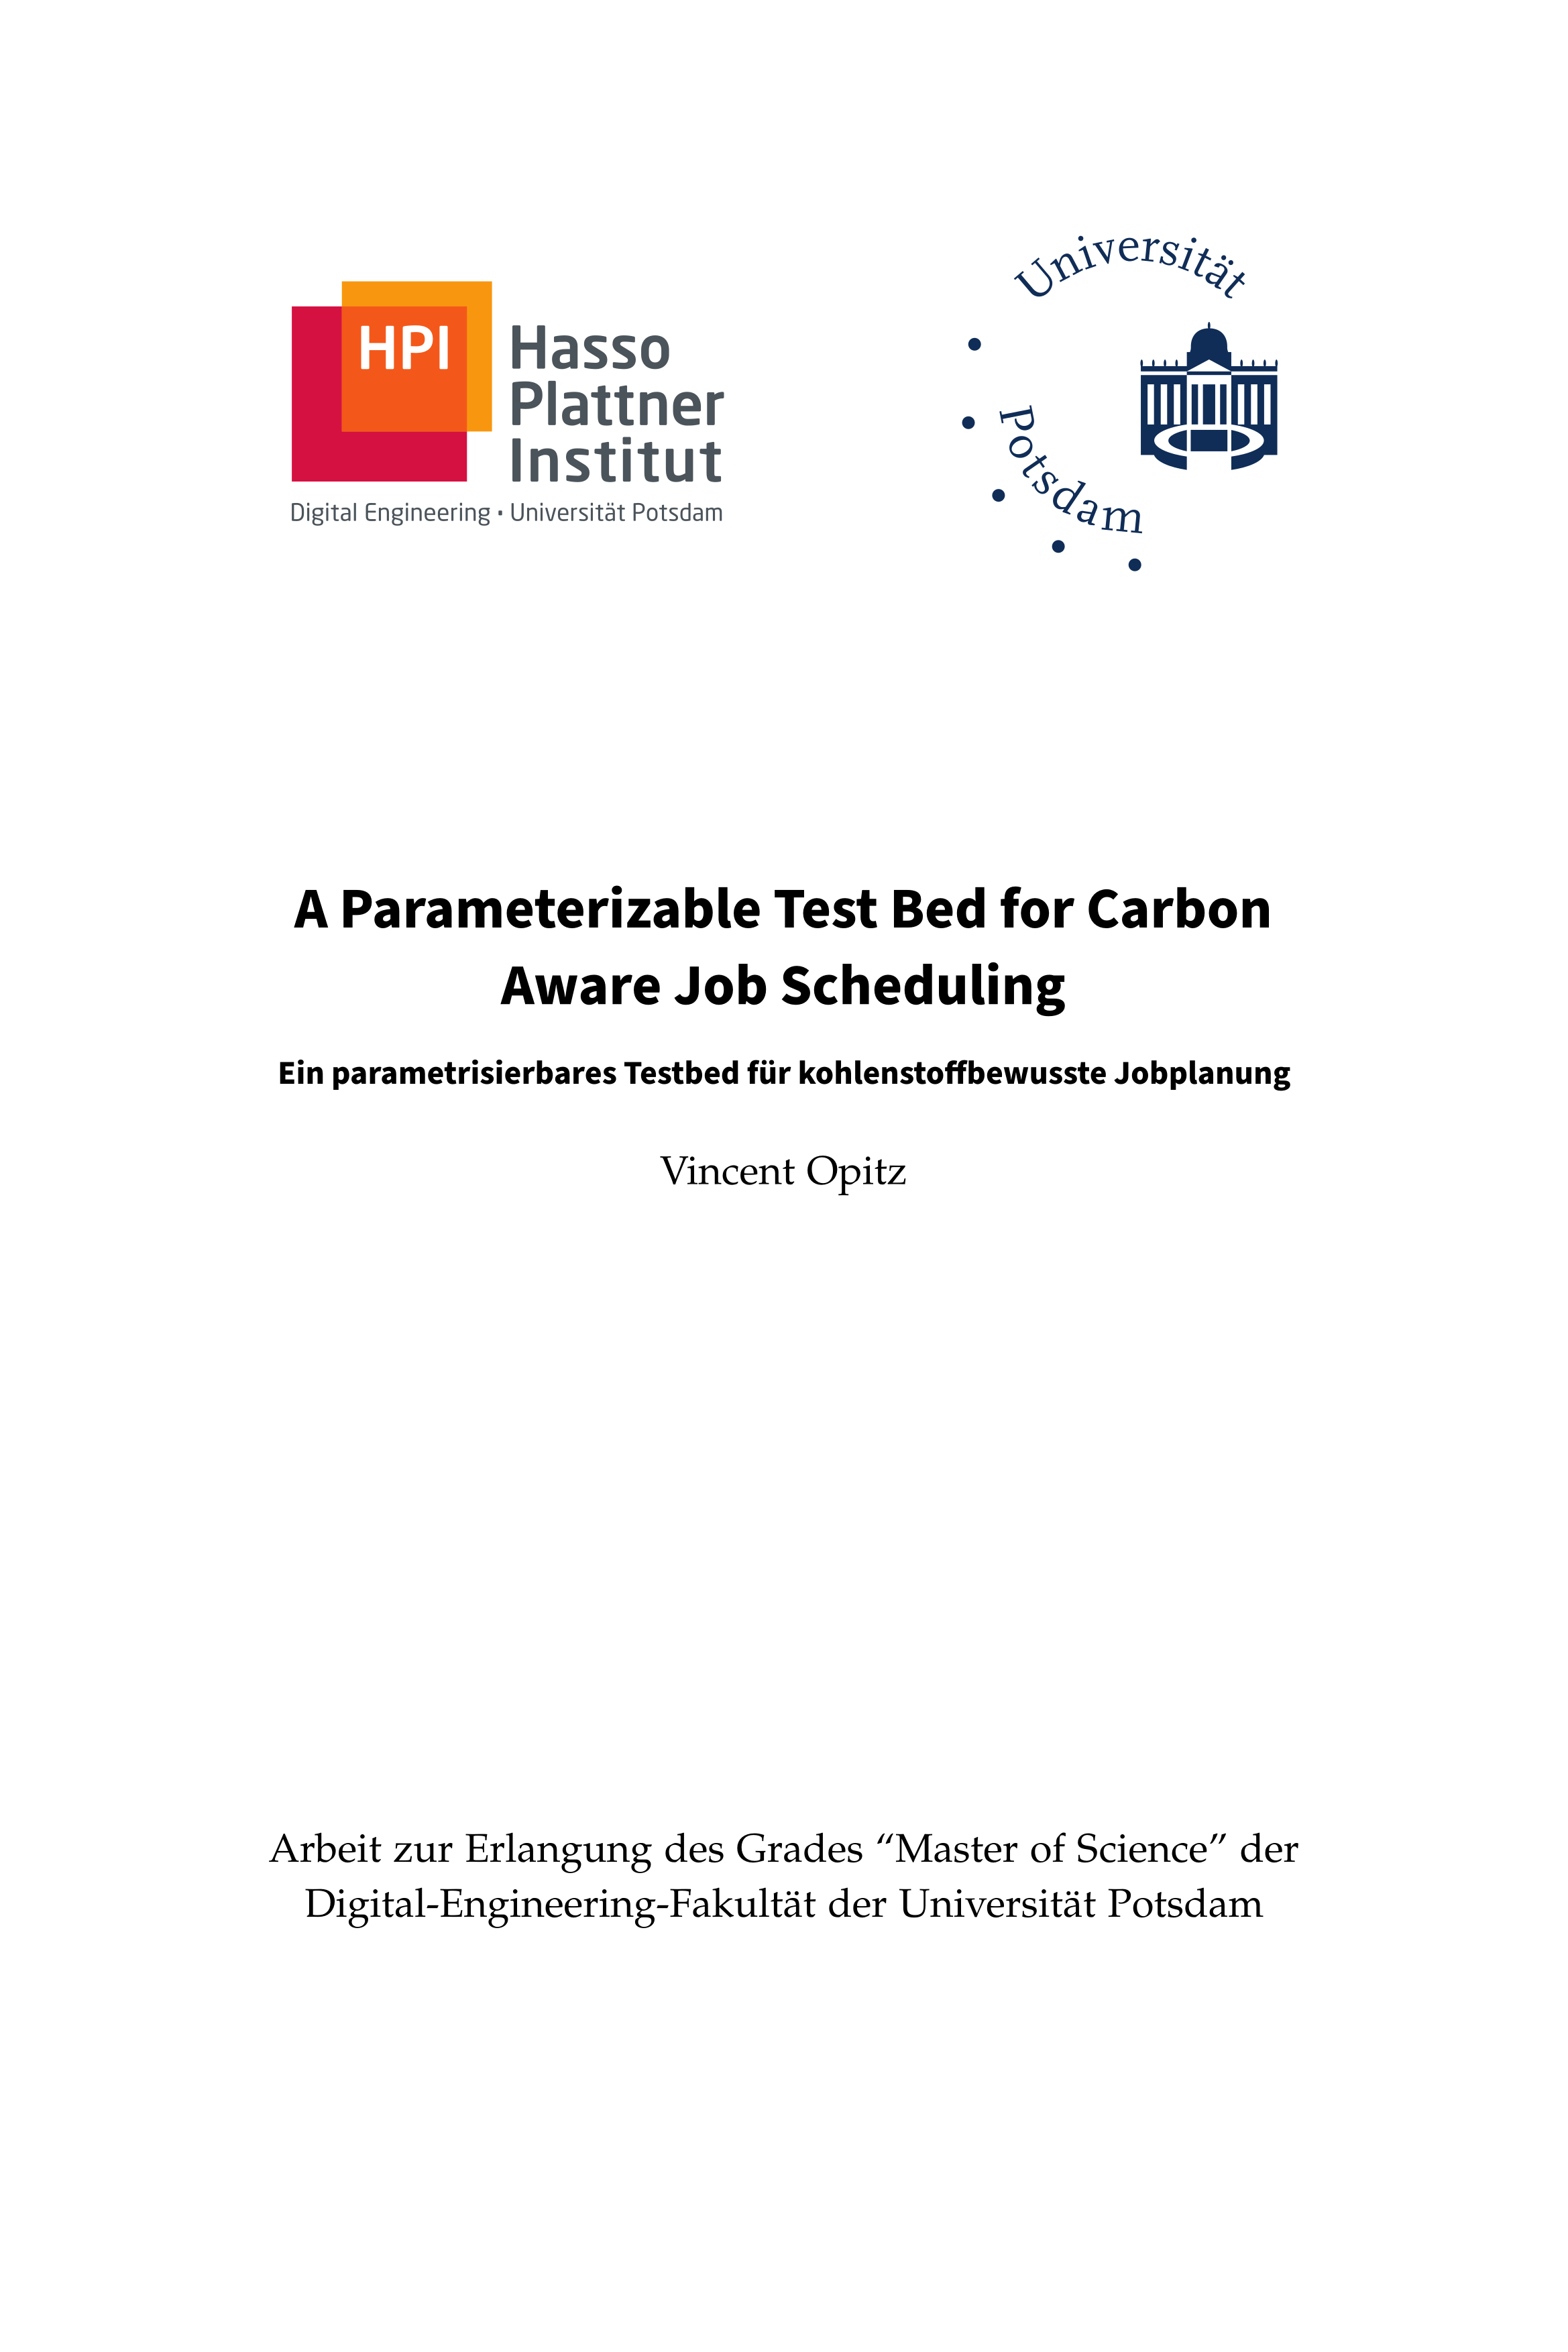 HPI
Hasso
Plattner
Institut
Digital Engineering • Universität Potsdam
Universität
Potsdam
A Parameterizable Test Bed for Carbon
Aware Job Scheduling
Ein parametrisierbares Testbed für kohlenstoffbewusste Jobplanung
Vincent Opitz
Arbeit zur Erlangung des Grades “Master of Science” der
Digital-Engineering-Fakultät der Universität Potsdam